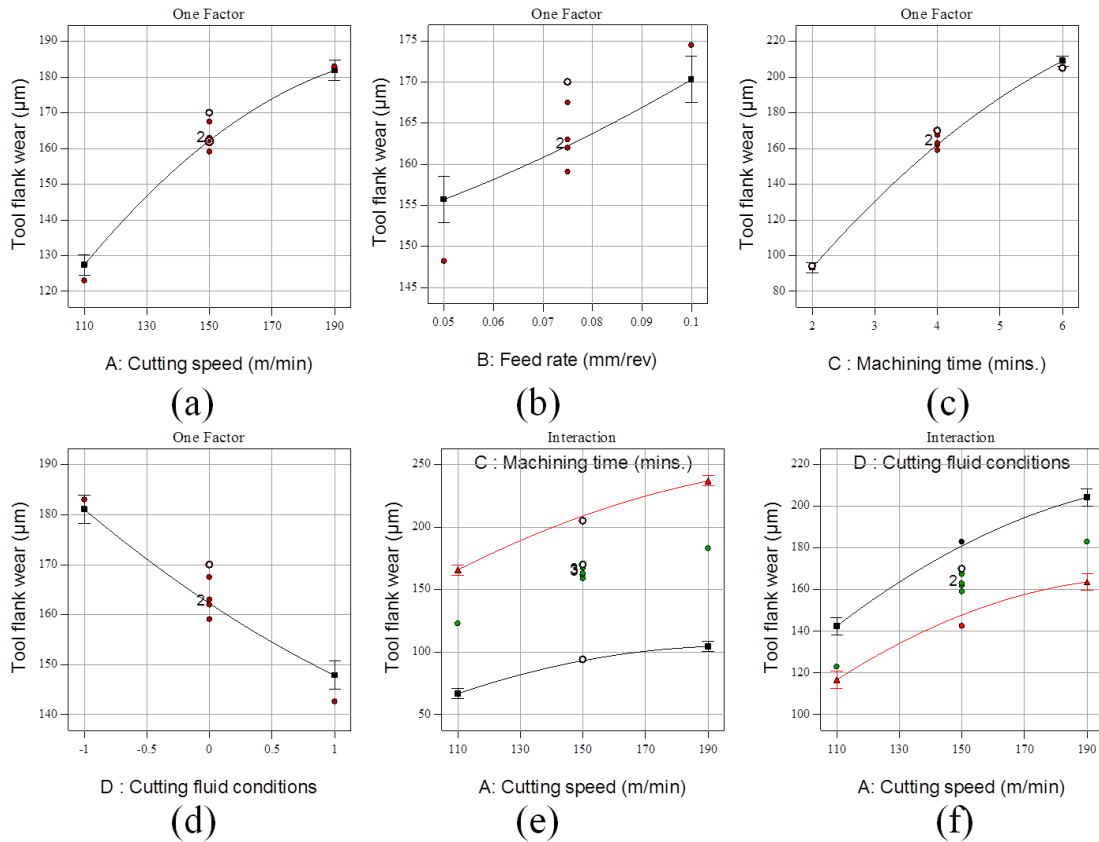 One Factor
190
180
170
160
150
140
130
120
Tool flank wear (µm)
2
110 130 150 170 190
A: Cutting speed (m/min)
(a)
One Factor
175
170
165
160
155
150
145
Tool flank wear (µm)
2
0.05 0.06 0.07 0.08 0.09 0.1
B: Feed rate (mm/rev)
(b)
One Factor
220
200
180
160
140
120
100
80
Tool flank wear (µm)
2
2 3 4 5 6
C : Machining time (mins.)
(c)
One Factor
190
180
170
160
150
140
Tool flank wear (µm)
2
-1 -0.5 0 0.5 1
D : Cutting fluid conditions
(d)
Interaction
C : Machining time (mins.)
250
200
150
100
50
Tool flank wear (µm)
110 130 150 170 190
A: Cutting speed (m/min)
(e)
Interaction
D : Cutting fluid conditions
220
200
180
160
140
120
100
Tool flank wear (µm)
2
110 130 150 170 190
A: Cutting speed (m/min)
(f)